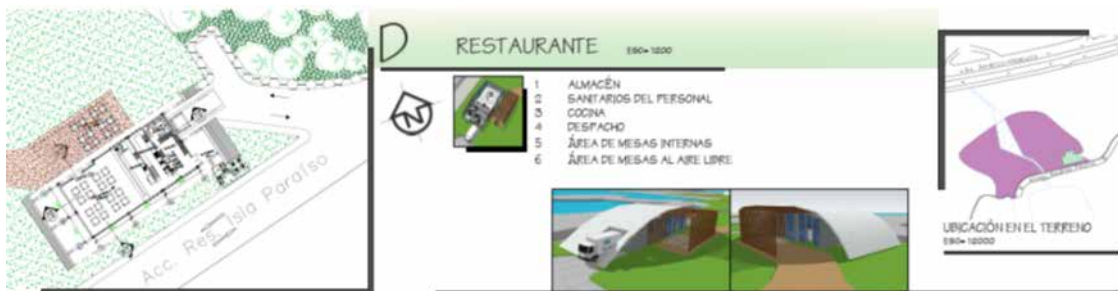 D RESTAURANTE ESC= 1:200
N
1 ALMACÉN
2 SANITARIOS DEL PERSONAL
3 COCINA
4 DESPACHO
5 ÁREA DE MESAS INTERNAS
6 ÁREA DE MESAS AL AIRE LIBRE
Acc. Res. Isla Paraíso
UBICACIÓN EN EL TERRENO
ESC= 1:2000